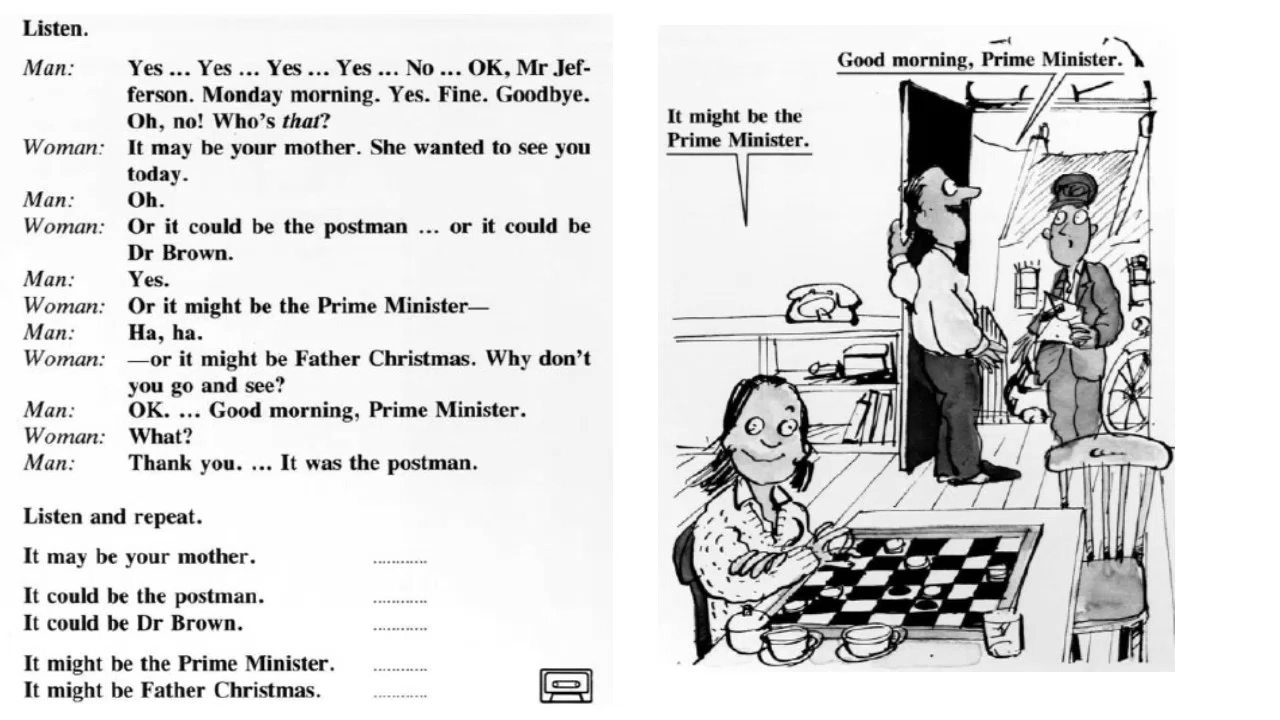 Listen.
Man: Yes ... Yes ... Yes ... Yes ... No ... OK, Mr Jef-
ferson. Monday morning. Yes. Fine. Goodbye.
Oh, no! Who's that?
Woman: It may be your mother. She wanted to see you
today.
Man: Oh.
Woman: Or it could be the postman ... or it could be
Dr Brown.
Man: Yes.
Woman: Or it might be the Prime Minister—
Man: Ha, ha.
Woman: —or it might be Father Christmas. Why don't
you go and see?
Man: OK. ... Good morning, Prime Minister.
Woman: What?
Man: Thank you. ... It was the postman.
Listen and repeat.
It may be your mother. ............
It could be the postman. ............
It could be Dr Brown. ............
It might be the Prime Minister. ............
It might be Father Christmas. ............
Good morning, Prime Minister.
It might be the
Prime Minister.